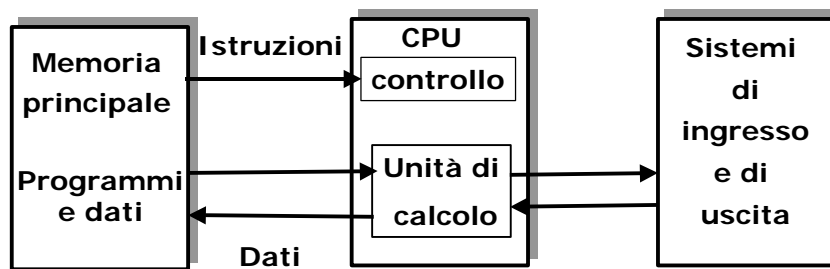 Memoria
principale
Programmi
e dati
Istruzioni
Dati
CPU
controllo
Unità di
calcolo
Sistemi
di
ingresso
e di
uscita